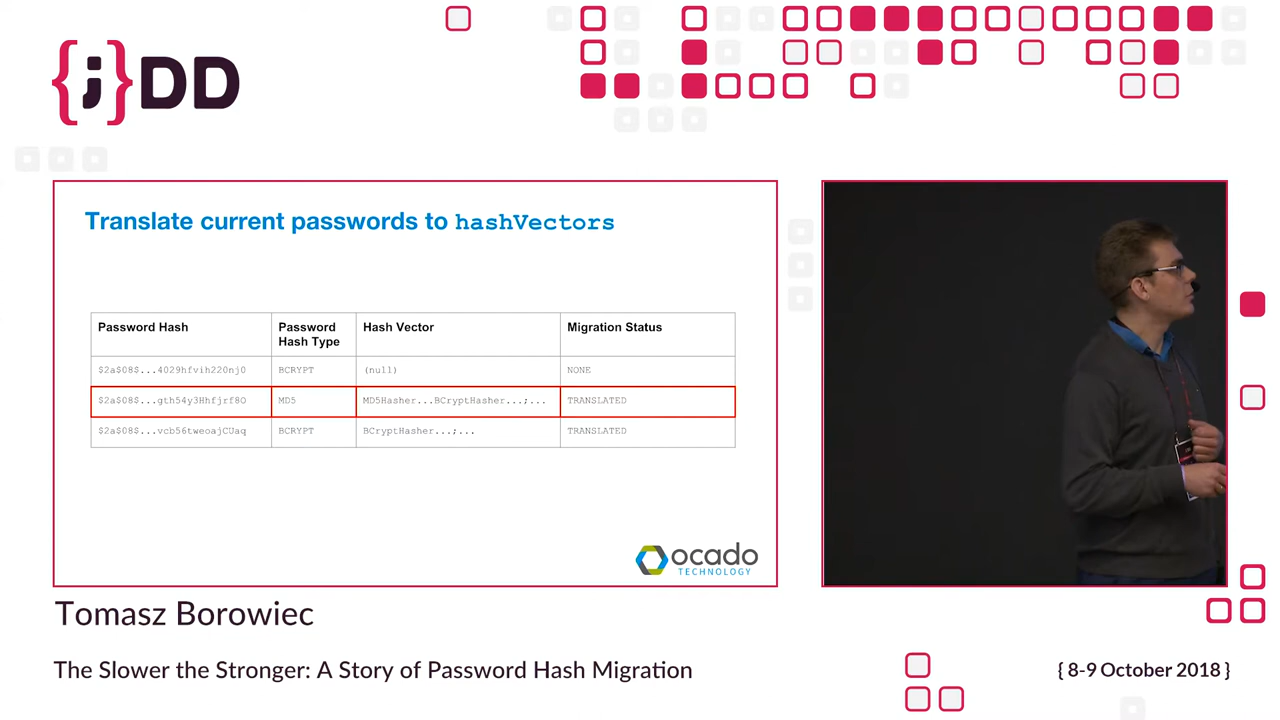 {j}DD
Translate current passwords to hashVectors
Password Hash
Password
Hash Type
Hash Vector
Migration Status
$2a$08$...4029hfvih220nj0
BCRYPT
(null)
NONE
$2a$08$...gth54y3Hhfjrf8O
MD5
MD5Hasher...BCryptHasher...;...
TRANSLATED
$2a$08$...vcb56tweoajCUaq
BCRYPT
BCryptHasher...;...
TRANSLATED
ocado
TECHNOLOGY
Tomasz Borowiec
The Slower the Stronger: A Story of Password Hash Migration
{ 8-9 October 2018 }